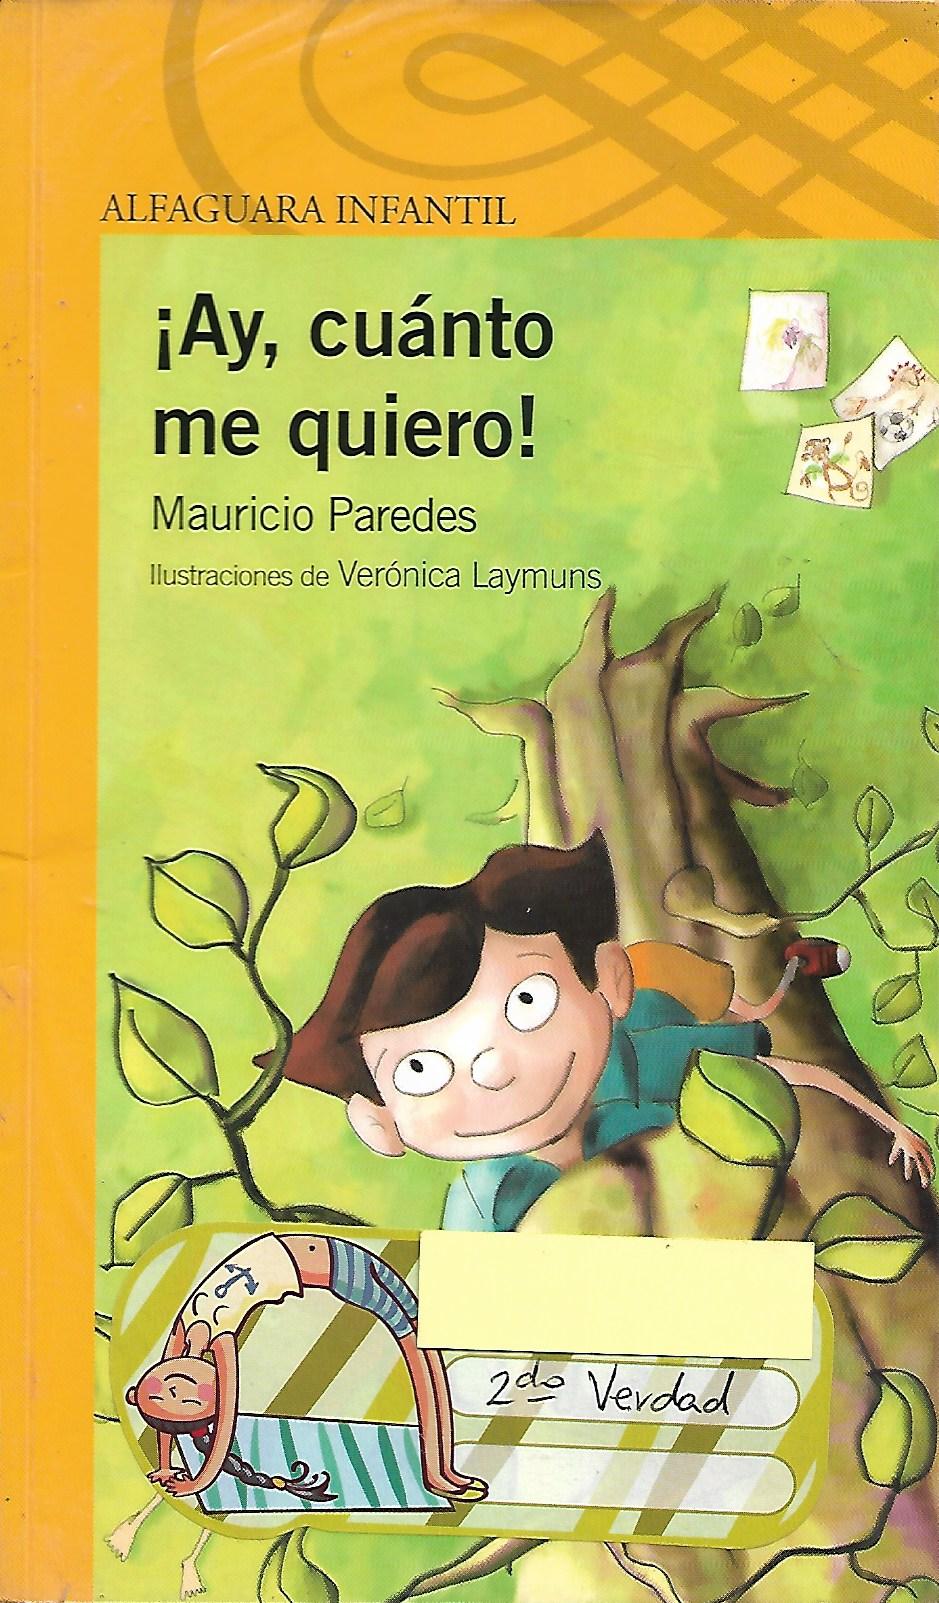 ALFAGUARA INFANTIL
¡Ay, cuánto
me quiero!
Mauricio Paredes
Ilustraciones de Verónica Laymuns
2do Verdad